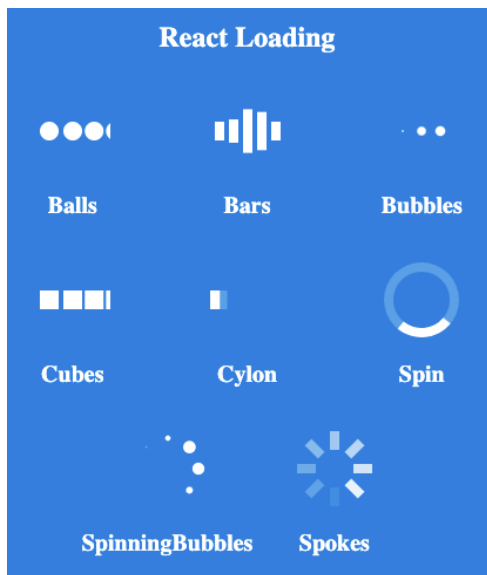 React Loading
Balls Bars Bubbles
Cubes Cylon Spin
SpinningBubbles Spokes